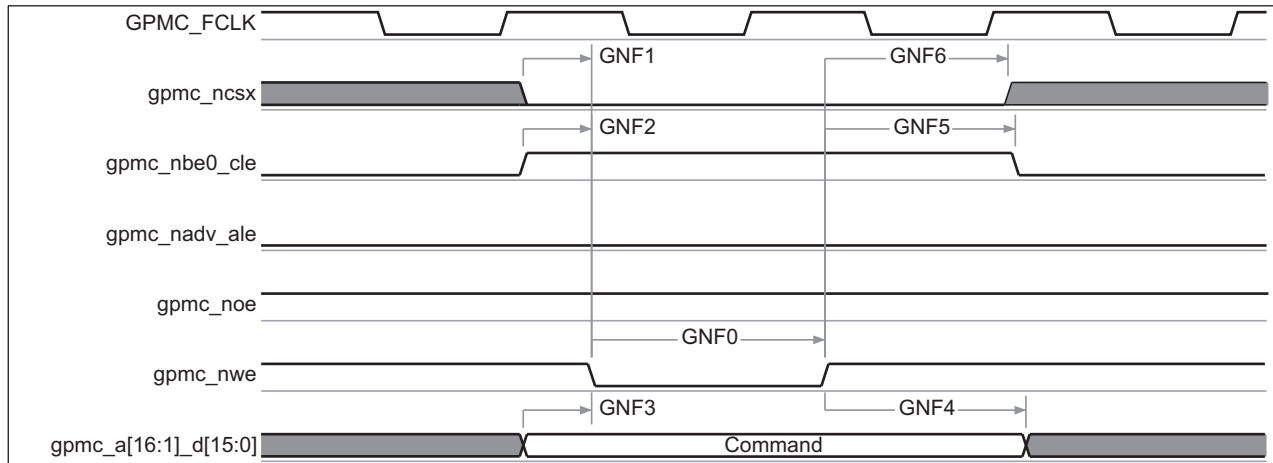 GPMC_FCLK
GNF1
GNF6
gpmc_ncsx
GNF2
GNF5
gpmc_nbe0_cle
gpmc_nadv_ale
gpmc_noe
GNF0
gpmc_nwe
GNF3
GNF4
gpmc_a[16:1]_d[15:0]
Command